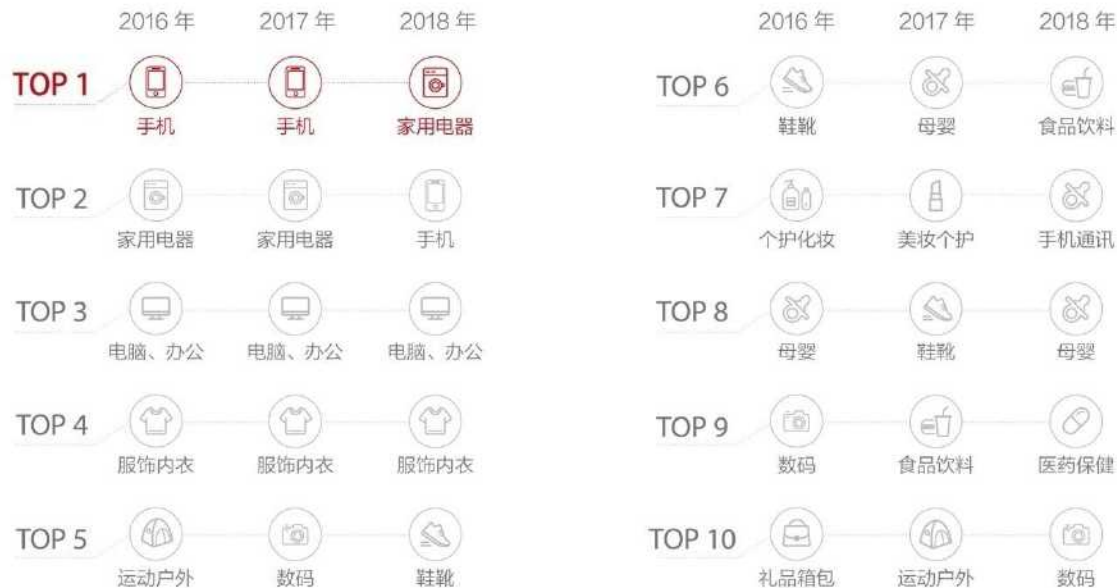 2016 年 2017 年 2018 年
TOP 1
手机 手机 家用电器
TOP 2
家用电器 家用电器 手机
TOP 3
电脑、办公 电脑、办公 电脑、办公
TOP 4
服饰内衣 服饰内衣 服饰内衣
TOP 5
运动户外 数码 鞋靴
2016 年 2017 年 2018 年
TOP 6
鞋靴 母婴 食品饮料
TOP 7
个护化妆 美妆个护 手机通讯
TOP 8
母婴 鞋靴 母婴
TOP 9
数码 食品饮料 医药保健
TOP 10
礼品箱包 运动户外 数码